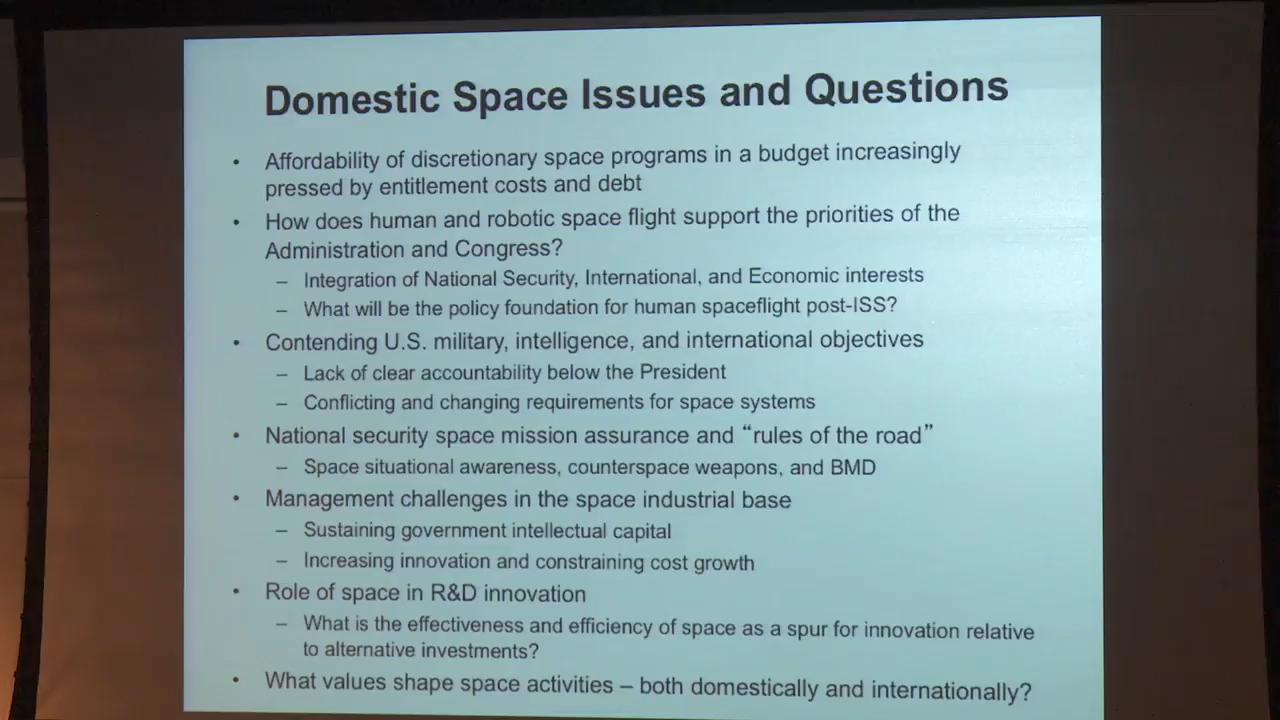 Domestic Space Issues and Questions
• Affordability of discretionary space programs in a budget increasingly
pressed by entitlement costs and debt
• How does human and robotic space flight support the priorities of the
Administration and Congress?
– Integration of National Security, International, and Economic interests
– What will be the policy foundation for human spaceflight post-ISS?
• Contending U.S. military, intelligence, and international objectives
– Lack of clear accountability below the President
– Conflicting and changing requirements for space systems
• National security space mission assurance and “rules of the road”
– Space situational awareness, counterspace weapons, and BMD
• Management challenges in the space industrial base
– Sustaining government intellectual capital
– Increasing innovation and constraining cost growth
• Role of space in R&D innovation
– What is the effectiveness and efficiency of space as a spur for innovation relative
to alternative investments?
• What values shape space activities – both domestically and internationally?